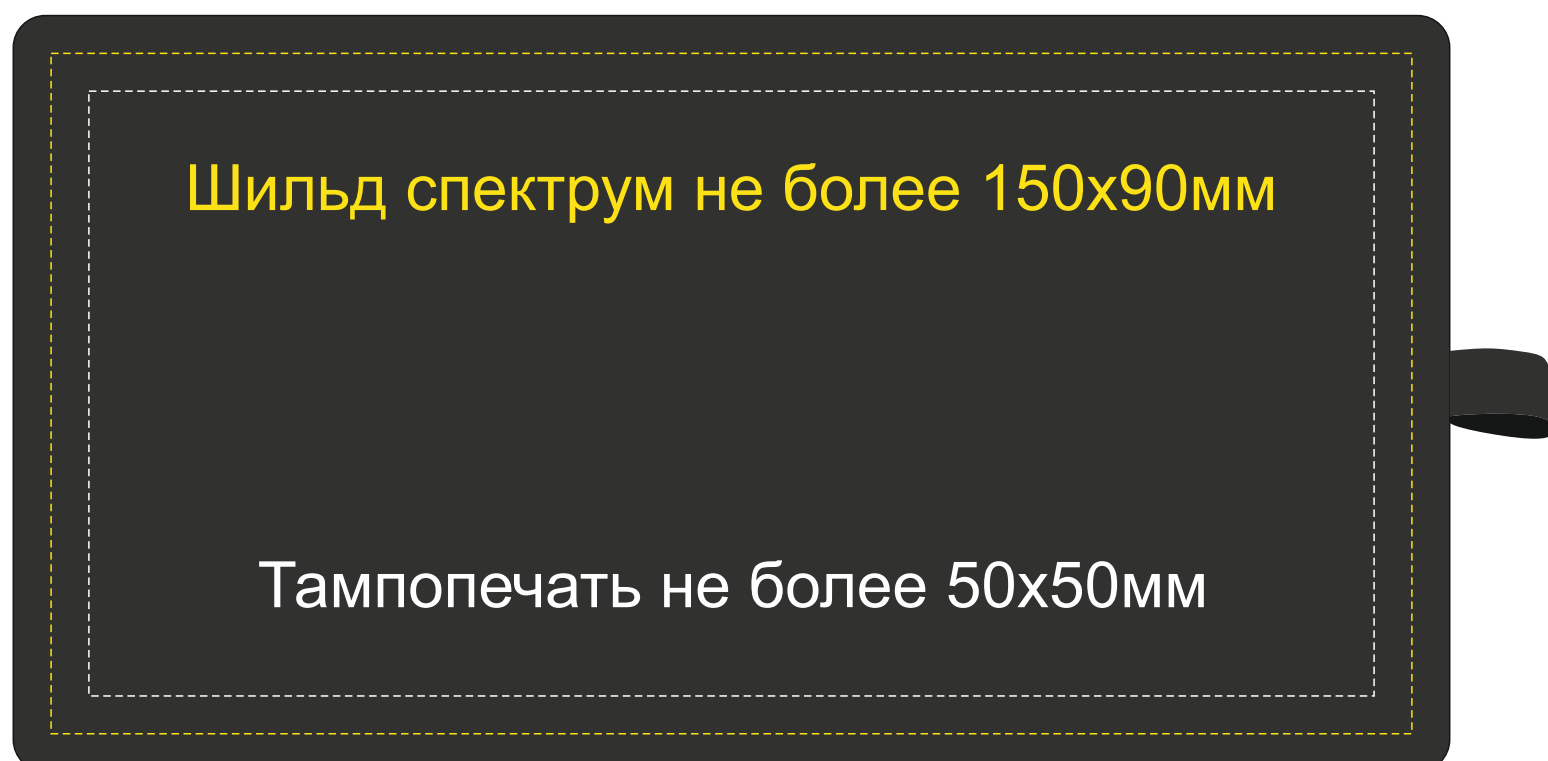 Шильд спектрум не более 150х90мм
Тампопечать не более 50х50мм